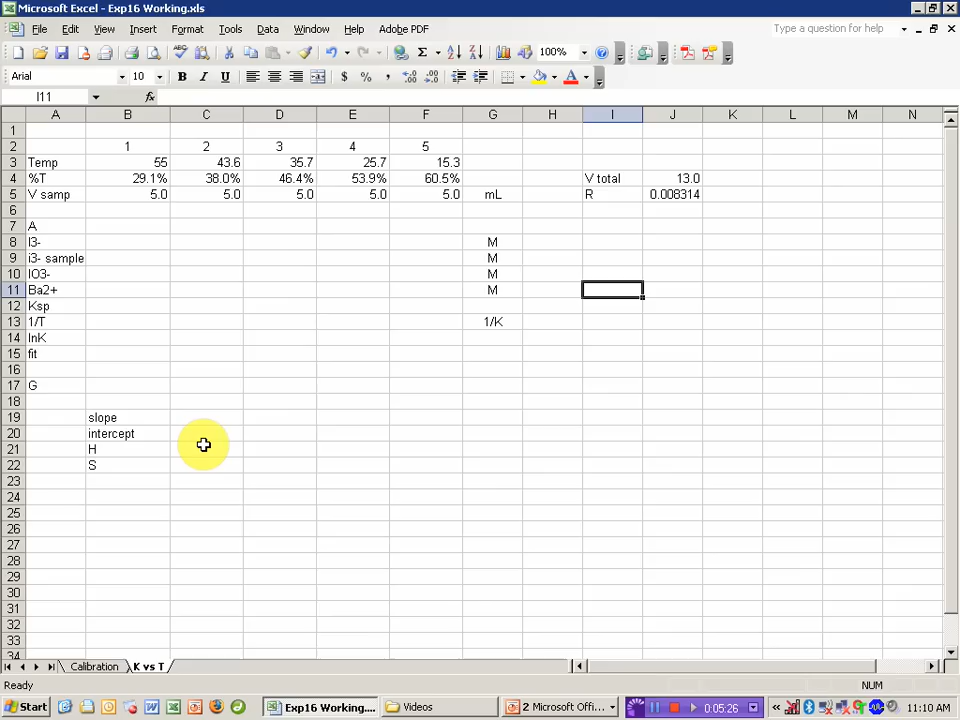 Microsoft Excel - Exp16 Working.xls
File Edit View Insert Format Tools Data Window Help Adobe PDF
Type a question for help
100%
Arial 10 B I U $ % ,
I11 fx
A B C D E F G H I J K L M N
1
2 1 2 3 4 5
3 Temp 55 43.6 35.7 25.7 15.3
4 %T 29.1% 38.0% 46.4% 53.9% 60.5% V total 13.0
5 V samp 5.0 5.0 5.0 5.0 5.0 mL R 0.008314
6
7 A
8 I3- M
9 i3- sample M
10 IO3- M
11 Ba2+ M
12 Ksp
13 1/T 1/K
14 lnK
15 fit
16
17 G
18
19 slope
20 intercept
21 H
22 S
23
24
25
26
27
28
29
30
31
32
33
34
Calibration K vs T
Ready NUM
Start Exp16 Working.... Videos 2 Microsoft Offi... 0:05:26 11:10 AM